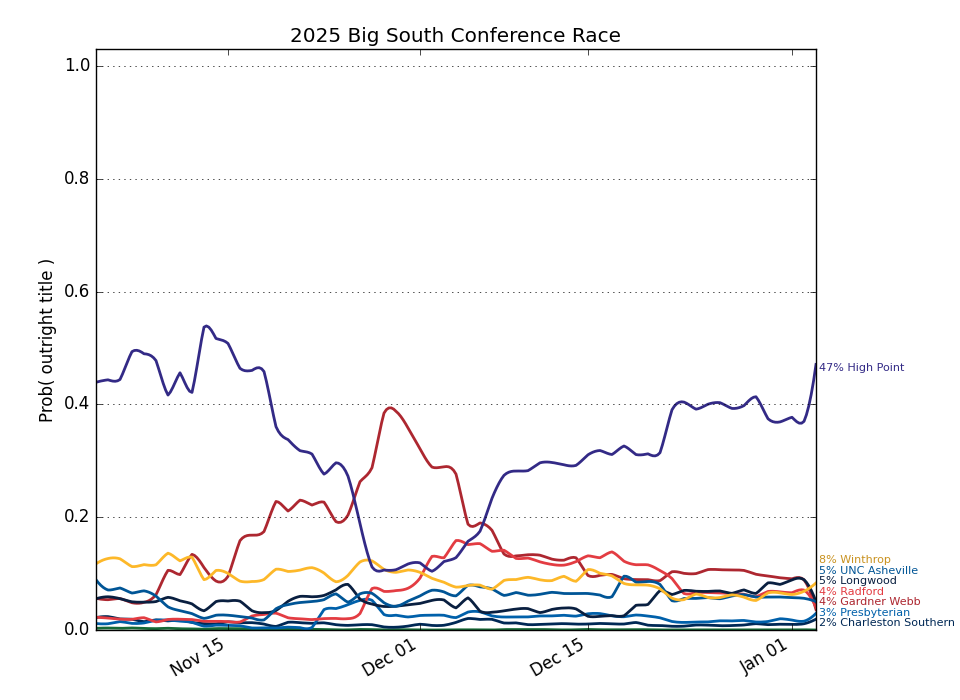 2025 Big South Conference Race
Prob( outright title )
1.0
0.8
0.6
0.4
0.2
0.0
47% High Point
8% Winthrop
5% UNC Asheville
5% Longwood
4% Radford
4% Gardner Webb
3% Presbyterian
2% Charleston Southern
Nov 15
Dec 01
Dec 15
Jan 01